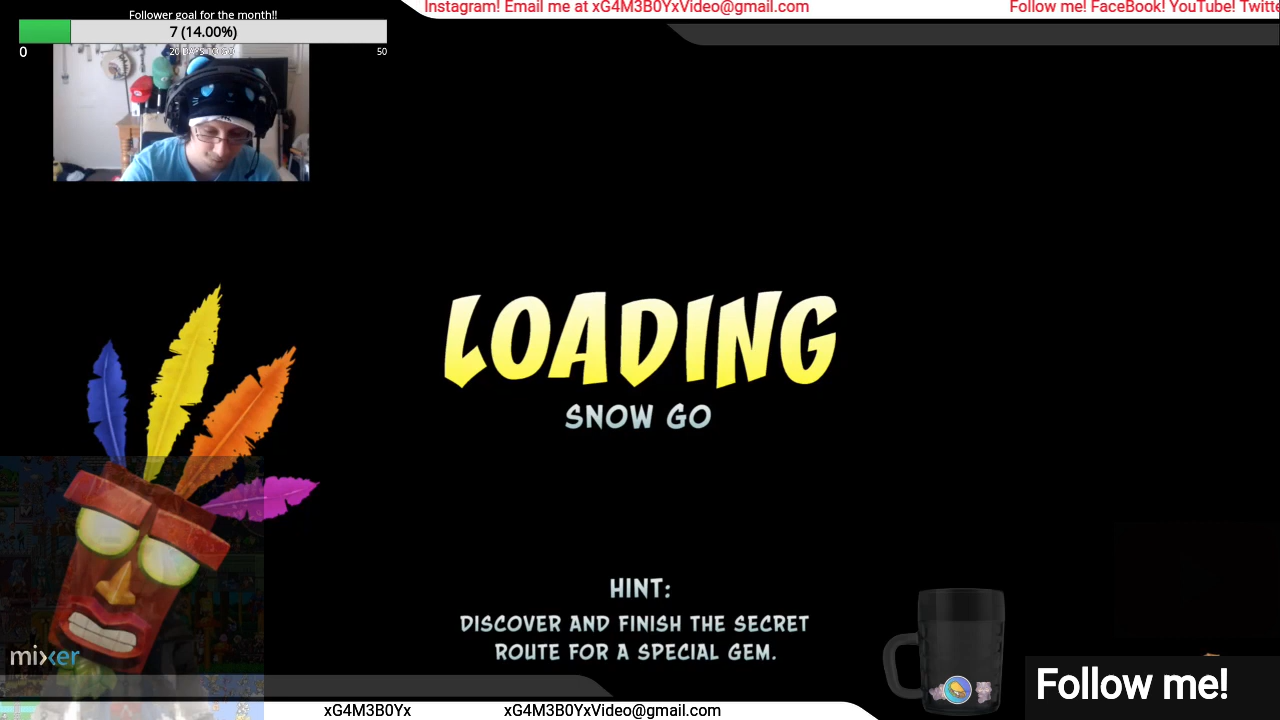 Instagram! Email me at xG4M3B0YxVideo@gmail.com
Follow me! FaceBook! YouTube! Twitte
Follower goal for the month!!
7 (14.00%)
0
50
LOADING
SNOW GO
HINT:
DISCOVER AND FINISH THE SECRET
ROUTE FOR A SPECIAL GEM.
mixer
Follow me!
xG4M3B0Yx
xG4M3B0YxVideo@gmail.com